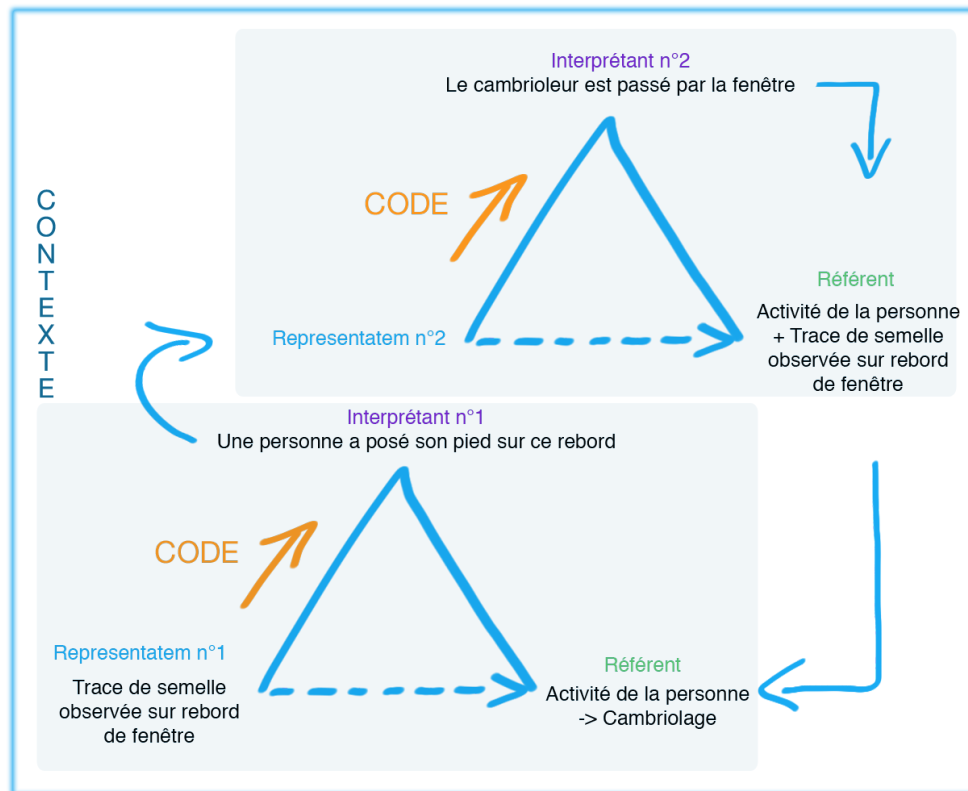 CONTEXTE
Interprétant n°2
Le cambrioleur est passé par la fenêtre
CODE
Representatem n°2
Référent
Activité de la personne
+ Trace de semelle
observée sur rebord
de fenêtre
Interprétant n°1
Une personne a posé son pied sur ce rebord
CODE
Representatem n°1
Trace de semelle
observée sur rebord
de fenêtre
Référent
Activité de la personne
-> Cambriolage